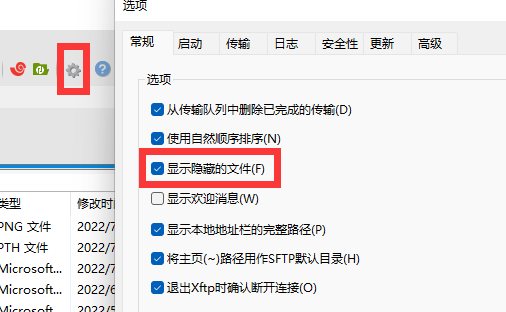 选项
常规 启动 传输 日志 安全性 更新 高级
选项
从传输队列中删除已完成的传输(D)
使用自然顺序排序(N)
显示隐藏的文件(F)
显示欢迎消息(W)
显示本地地址栏的完整路径(P)
将主页(~)路径用作SFTP默认目录(H)
退出Xftp时确认断开连接(O)
类型 修改时
PNG 文件 2022/7
PTH 文件 2022/7
Microsoft... 2022/7
Microsoft... 2022/6
Microsoft... 2022/7
Microsoft... 2022/5